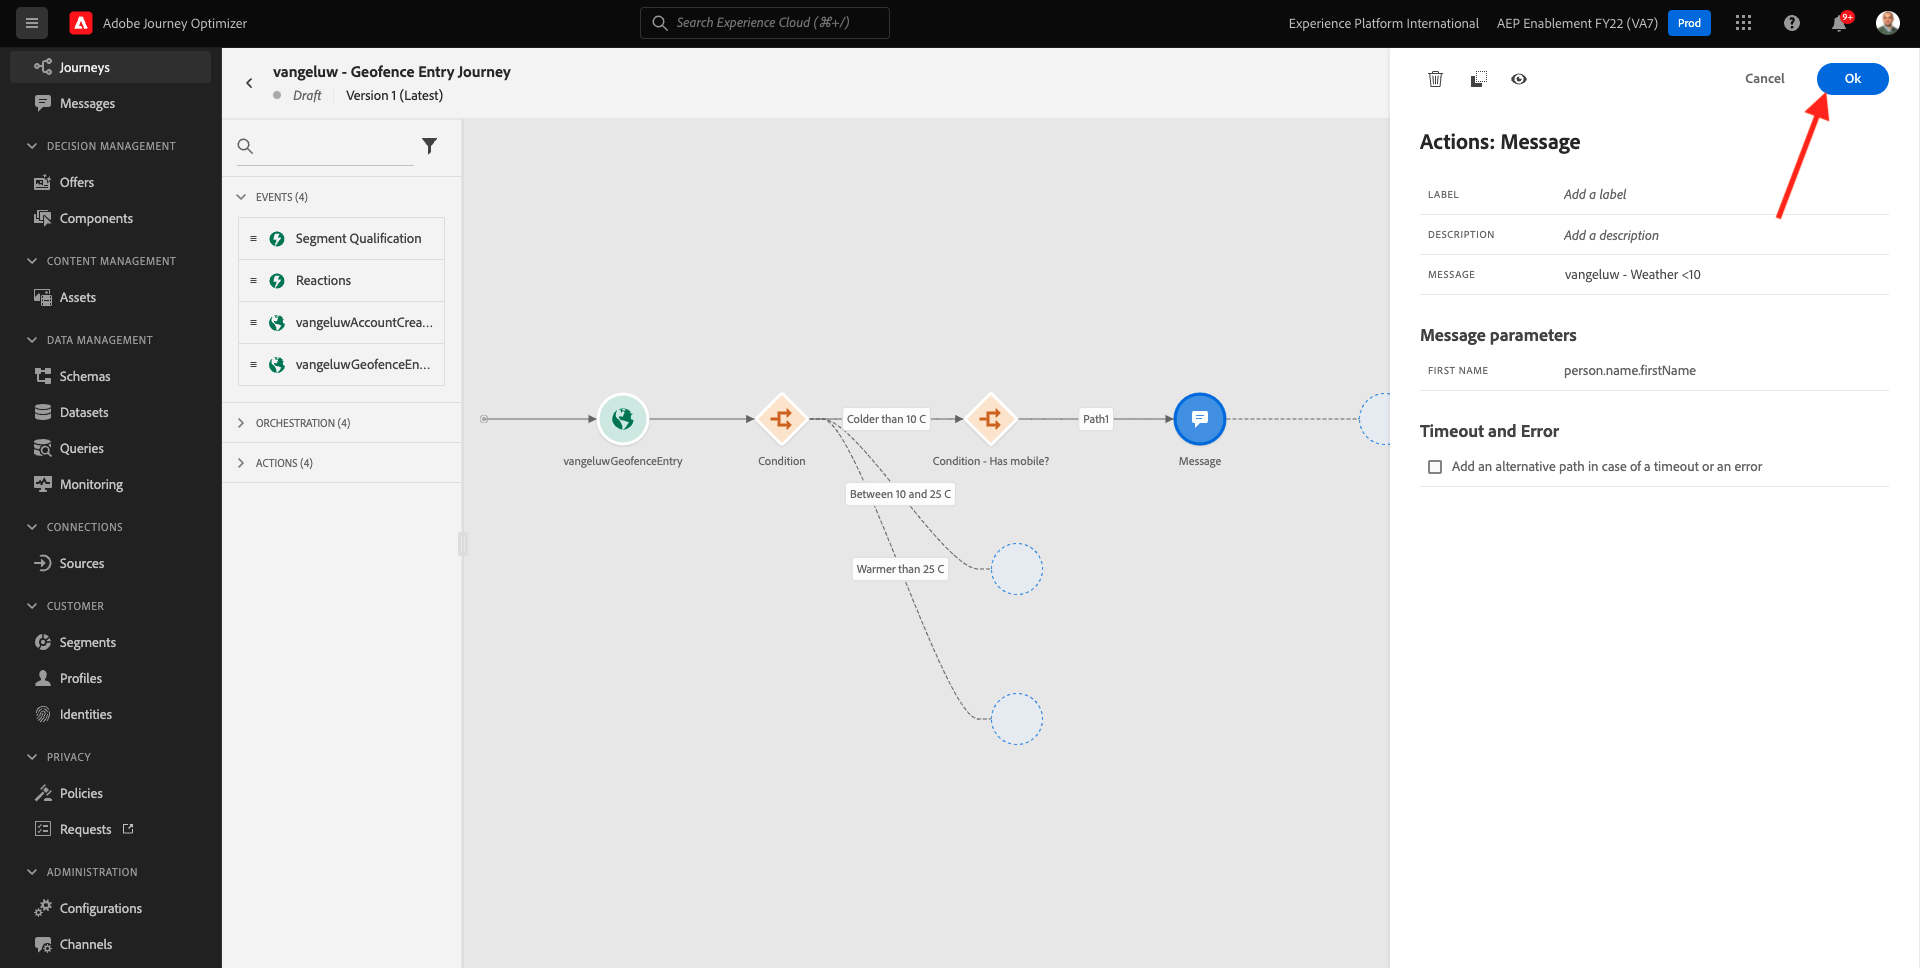 Adobe Journey Optimizer
Search Experience Cloud (⌘+/)
Experience Platform International
AEP Enablement FY22 (VA7)
Prod
9+
Journeys
Messages
DECISION MANAGEMENT
Offers
Components
CONTENT MANAGEMENT
Assets
DATA MANAGEMENT
Schemas
Datasets
Queries
Monitoring
CONNECTIONS
Sources
CUSTOMER
Segments
Profiles
Identities
PRIVACY
Policies
Requests
ADMINISTRATION
Configurations
Channels
vangeluw - Geofence Entry Journey
Draft
Version 1 (Latest)
EVENTS (4)
Segment Qualification
Reactions
vangeluwAccountCrea...
vangeluwGeofenceEn...
ORCHESTRATION (4)
ACTIONS (4)
vangeluwGeofenceEntry
Condition
Colder than 10 C
Condition - Has mobile?
Path1
Message
Between 10 and 25 C
Warmer than 25 C
Cancel
Ok
Actions: Message
LABEL
Add a label
DESCRIPTION
Add a description
MESSAGE
vangeluw - Weather <10
Message parameters
FIRST NAME
person.name.firstName
Timeout and Error
Add an alternative path in case of a timeout or an error